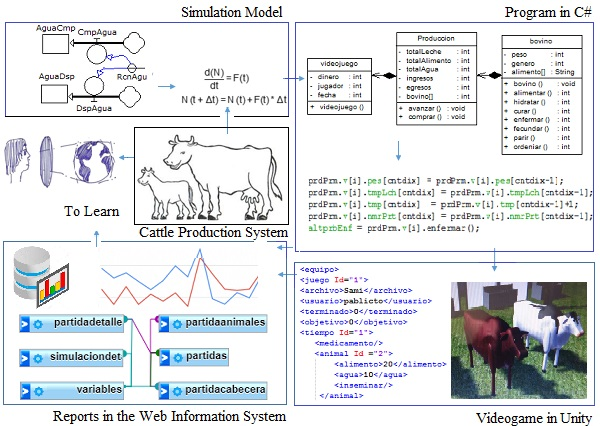 Simulation Model
AguaCmp
CmpAgua
AguaDsp
RcnAgu
DspAgua
d(N)
dt
= F(t)
N (t + Δt) = N (t) + F(t) * Δt
To Learn
Cattle Production System
Program in C#
videojuego
- dinero : int
- jugador : int
- fecha : int
+ videojuego ()
Produccion
- totalLeche : int
- totalAlimento : int
- totalAgua : int
- ingresos : int
- egresos : int
- bovino[] : int
+ avanzar () : void
+ comprar () : void
bovino
- peso : int
- genero : int
- alimento[] : String
+ bovino () : void
+ alimentar () : int
+ hidratar () : int
+ curar () : int
+ enfermar () : int
+ fecundar () : int
+ parir () : int
+ ordeniar () : int
prdPrm.v[i].pes[cntdix] = prdPrm.v[i].pes[cntdix-1];
prdPrm.v[i].tmpLch[cntdix] = prdPrm.v[i].tmpLch[cntdix-1];
prdPrm.v[i].tmp[cntdix] = prdPrm.v[i].tmp[cntdix-1]+1;
prdPrm.v[i].nmrPrt[cntdix] = prdPrm.v[i].nmrPrt[cntdix-1];
altprbEnf = prdPrm.v[i].enfermar();
partidadetalle
partidaanimales
simulaciondet
partidas
variables
partidacabecera
Reports in the Web Information System
<equipo>
<juego Id="1">
<archivo>Sami</archivo>
<usuario>pablicto</usuario>
<terminado>0</terminado>
<objetivo>0</objetivo>
<tiempo Id="1">
<medicamento/>
<animal Id ="2">
<alimento>20</alimento>
<agua>10</agua>
<inseminar/>
</animal>
Videogame in Unity